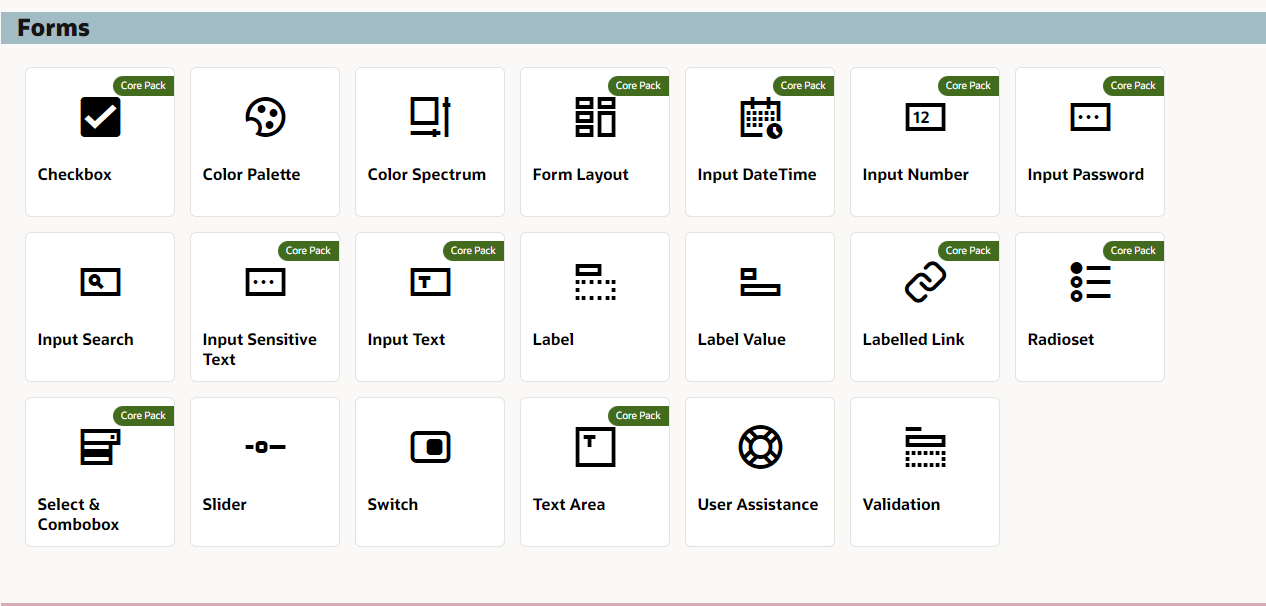 Forms
Core Pack
Checkbox
Color Palette
Color Spectrum
Core Pack
Form Layout
Core Pack
Input DateTime
Core Pack
12
Input Number
Core Pack
Input Password
Input Search
Core Pack
Input Sensitive
Text
Core Pack
T
Input Text
Label
Label Value
Core Pack
Labelled Link
Core Pack
Radioset
Core Pack
Select &
Combobox
Slider
Switch
Core Pack
T
Text Area
User Assistance
Validation